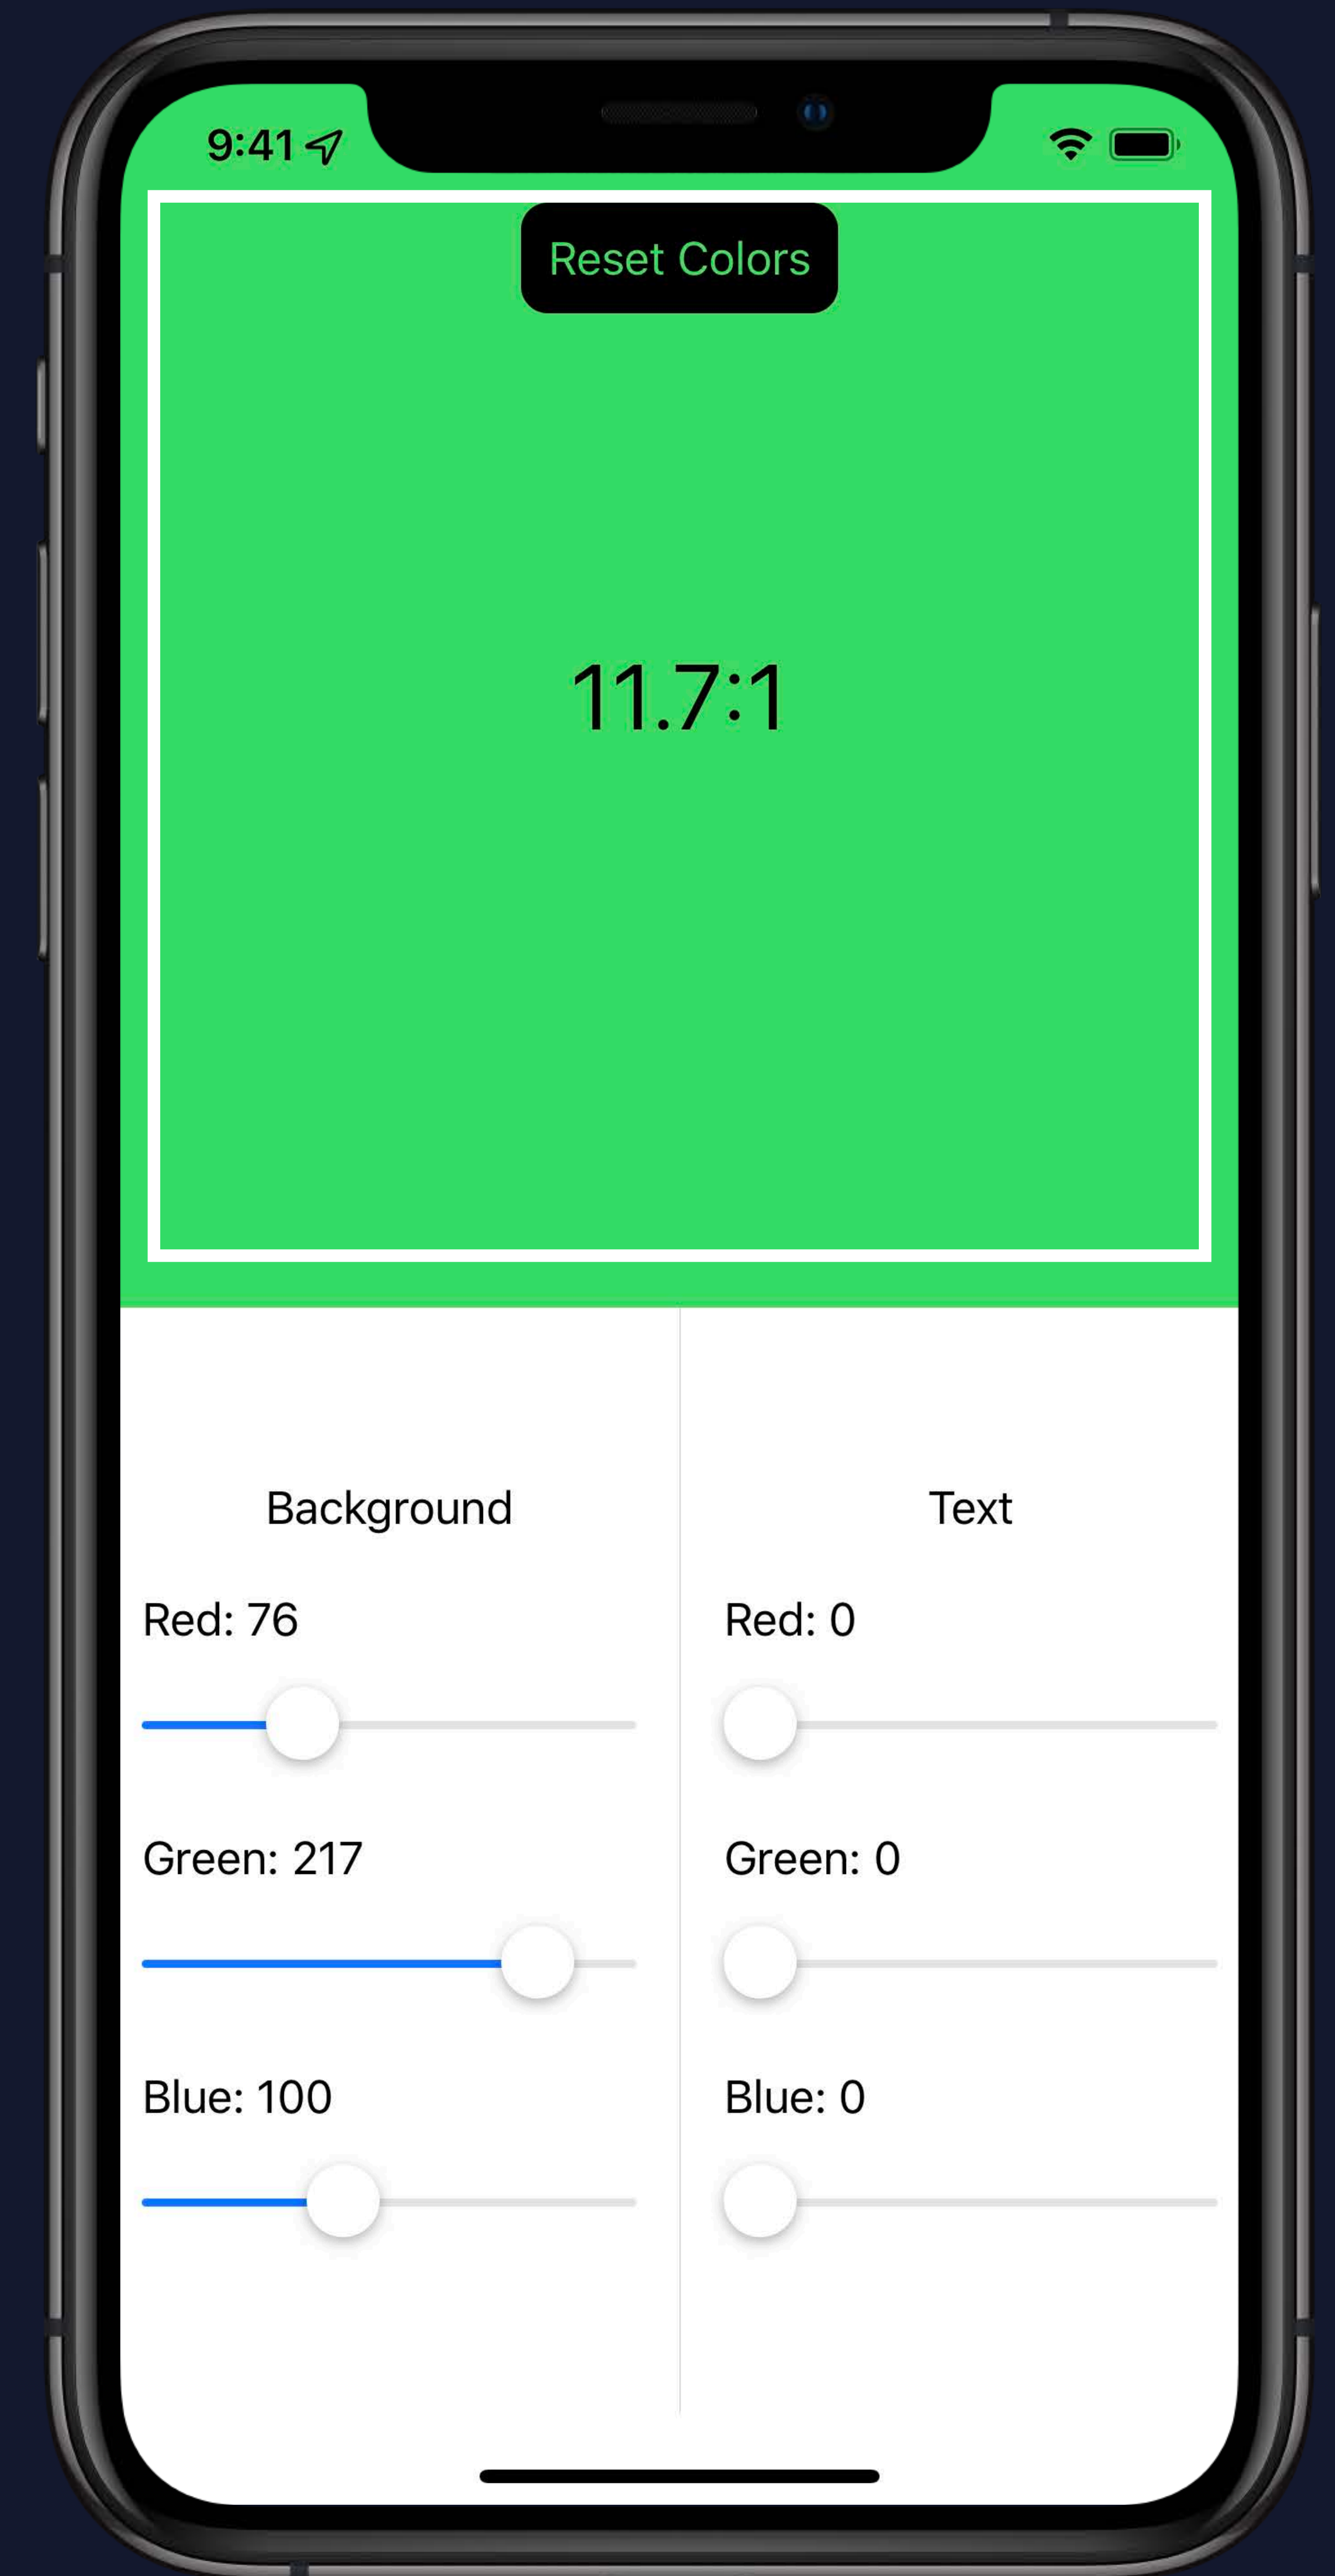 9:41
Reset Colors
11.7:1
Background
Red: 76
Green: 217
Blue: 100
Text
Red: 0
Green: 0
Blue: 0